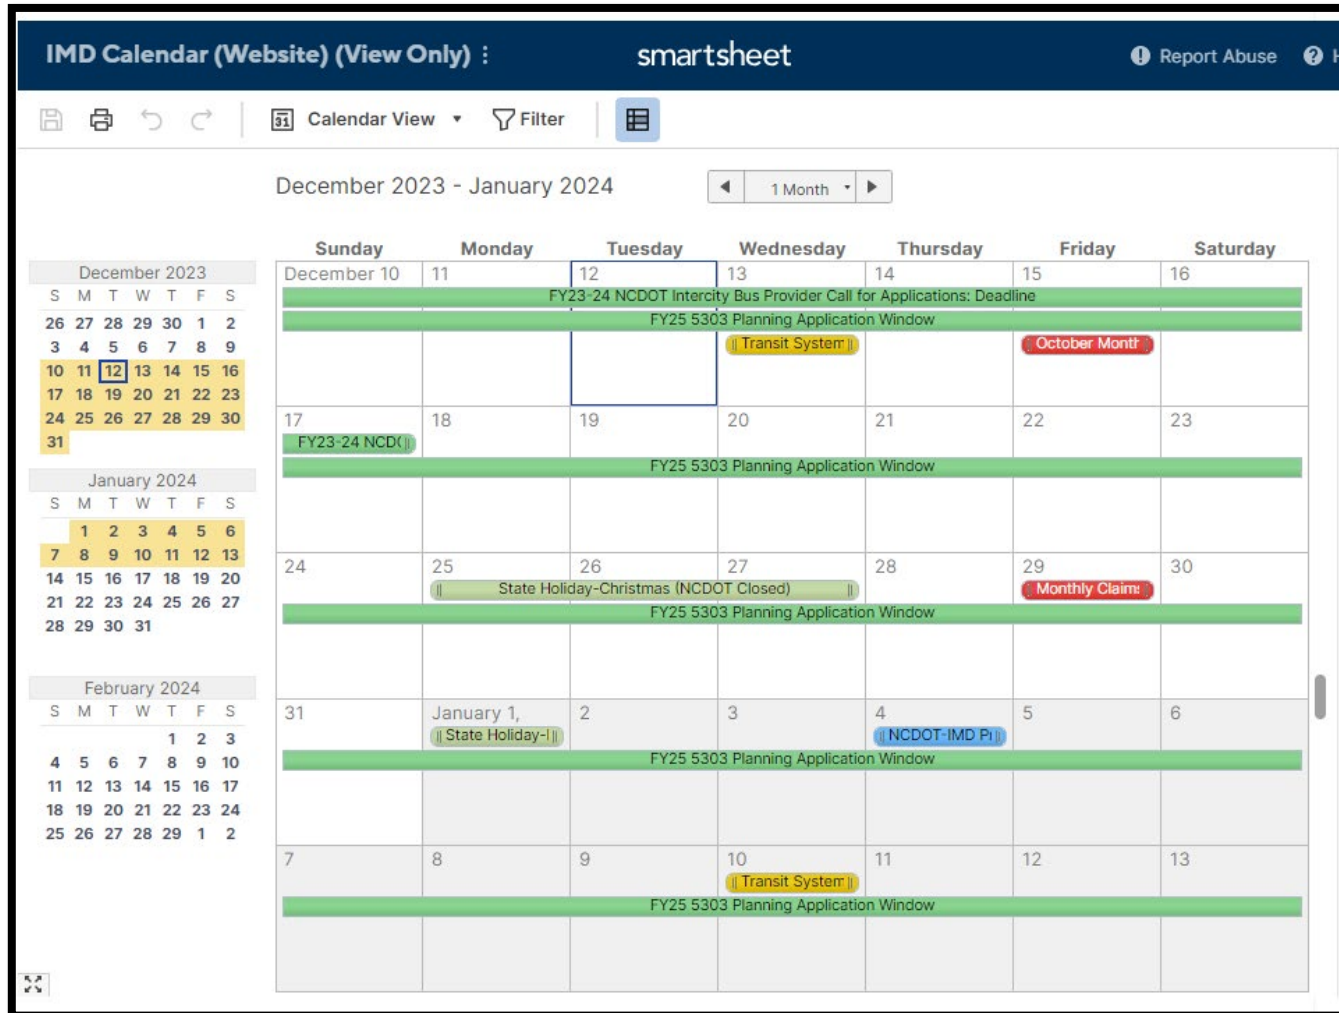 IMD Calendar (Website) (View Only)
smartsheet
Report Abuse
Calendar View
Filter
December 2023 - January 2024
1 Month
December 2023
S M T W T F S
26 27 28 29 30 1 2
3 4 5 6 7 8 9
10 11 12 13 14 15 16
17 18 19 20 21 22 23
24 25 26 27 28 29 30
31
January 2024
S M T W T F S
1 2 3 4 5 6
7 8 9 10 11 12 13
14 15 16 17 18 19 20
21 22 23 24 25 26 27
28 29 30 31
February 2024
S M T W T F S
1 2 3
4 5 6 7 8 9 10
11 12 13 14 15 16 17
18 19 20 21 22 23 24
25 26 27 28 29 1 2
Sunday Monday Tuesday Wednesday Thursday Friday Saturday
December 10 11 12 13 14 15 16
FY23-24 NCDOT Intercity Bus Provider Call for Applications: Deadline
FY25 5303 Planning Application Window
Transit System October Month
17 18 19 20 21 22 23
FY23-24 NCD
FY25 5303 Planning Application Window
24 25 26 27 28 29 30
State Holiday-Christmas (NCDOT Closed) Monthly Claims
FY25 5303 Planning Application Window
31 January 1, 2 3 4 5 6
State Holiday- NCDOT-IMD
FY25 5303 Planning Application Window
7 8 9 10 11 12 13
Transit System
FY25 5303 Planning Application Window